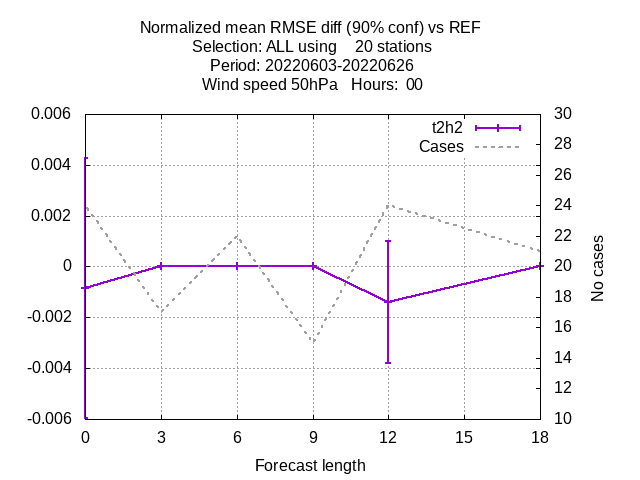 Normalized mean RMSE diff (90% conf) vs REF
Selection: ALL using    20 stations
Period: 20220603-20220626
Wind speed 50hPa   Hours:  00
0.006
0.004
0.002
0
-0.002
-0.004
-0.006
t2h2
Cases
30
28
26
24
22
20
18
16
14
12
10
No cases
0 3 6 9 12 15 18
Forecast length